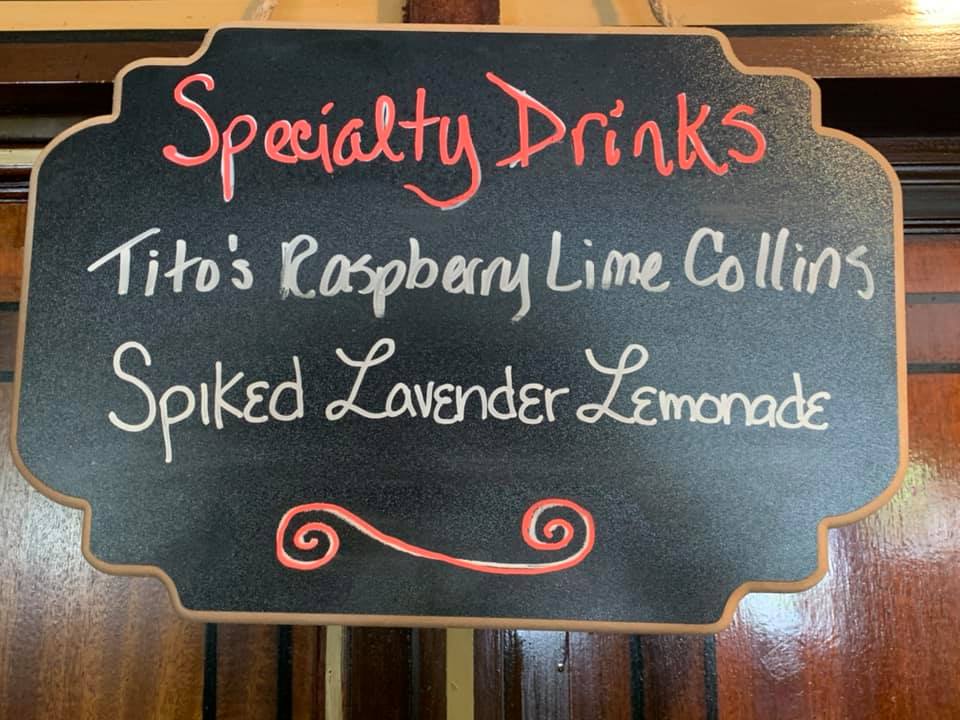 Specialty Drinks
Tito's Raspberry Lime Collins
Spiked Lavender Lemonade